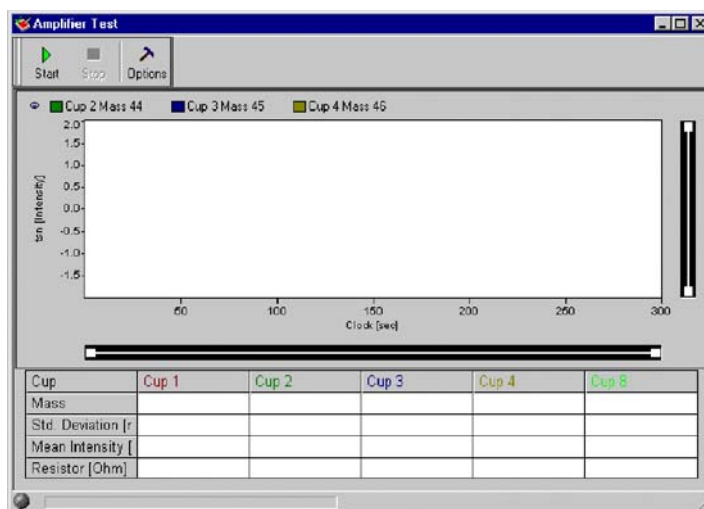 Amplifier Test
Start Stop Options
Cup 2 Mass 44 Cup 3 Mass 45 Cup 4 Mass 46
2.0
1.5
1.0
0.5
0.0
-0.5
-1.0
-1.5
[Intensity]
50 100 150 200 250 300
Clock [sec]
Cup Cup 1 Cup 2 Cup 3 Cup 4 Cup 8
Mass
Std. Deviation [r
Mean Intensity [
Resistor [Ohm]